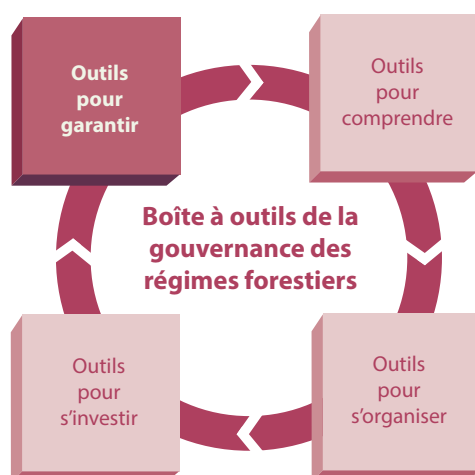 Outils
pour
garantir
Outils
pour
comprendre
Boîte à outils de la
gouvernance des
régimes forestiers
Outils
pour
s'investir
Outils
pour
s'organiser